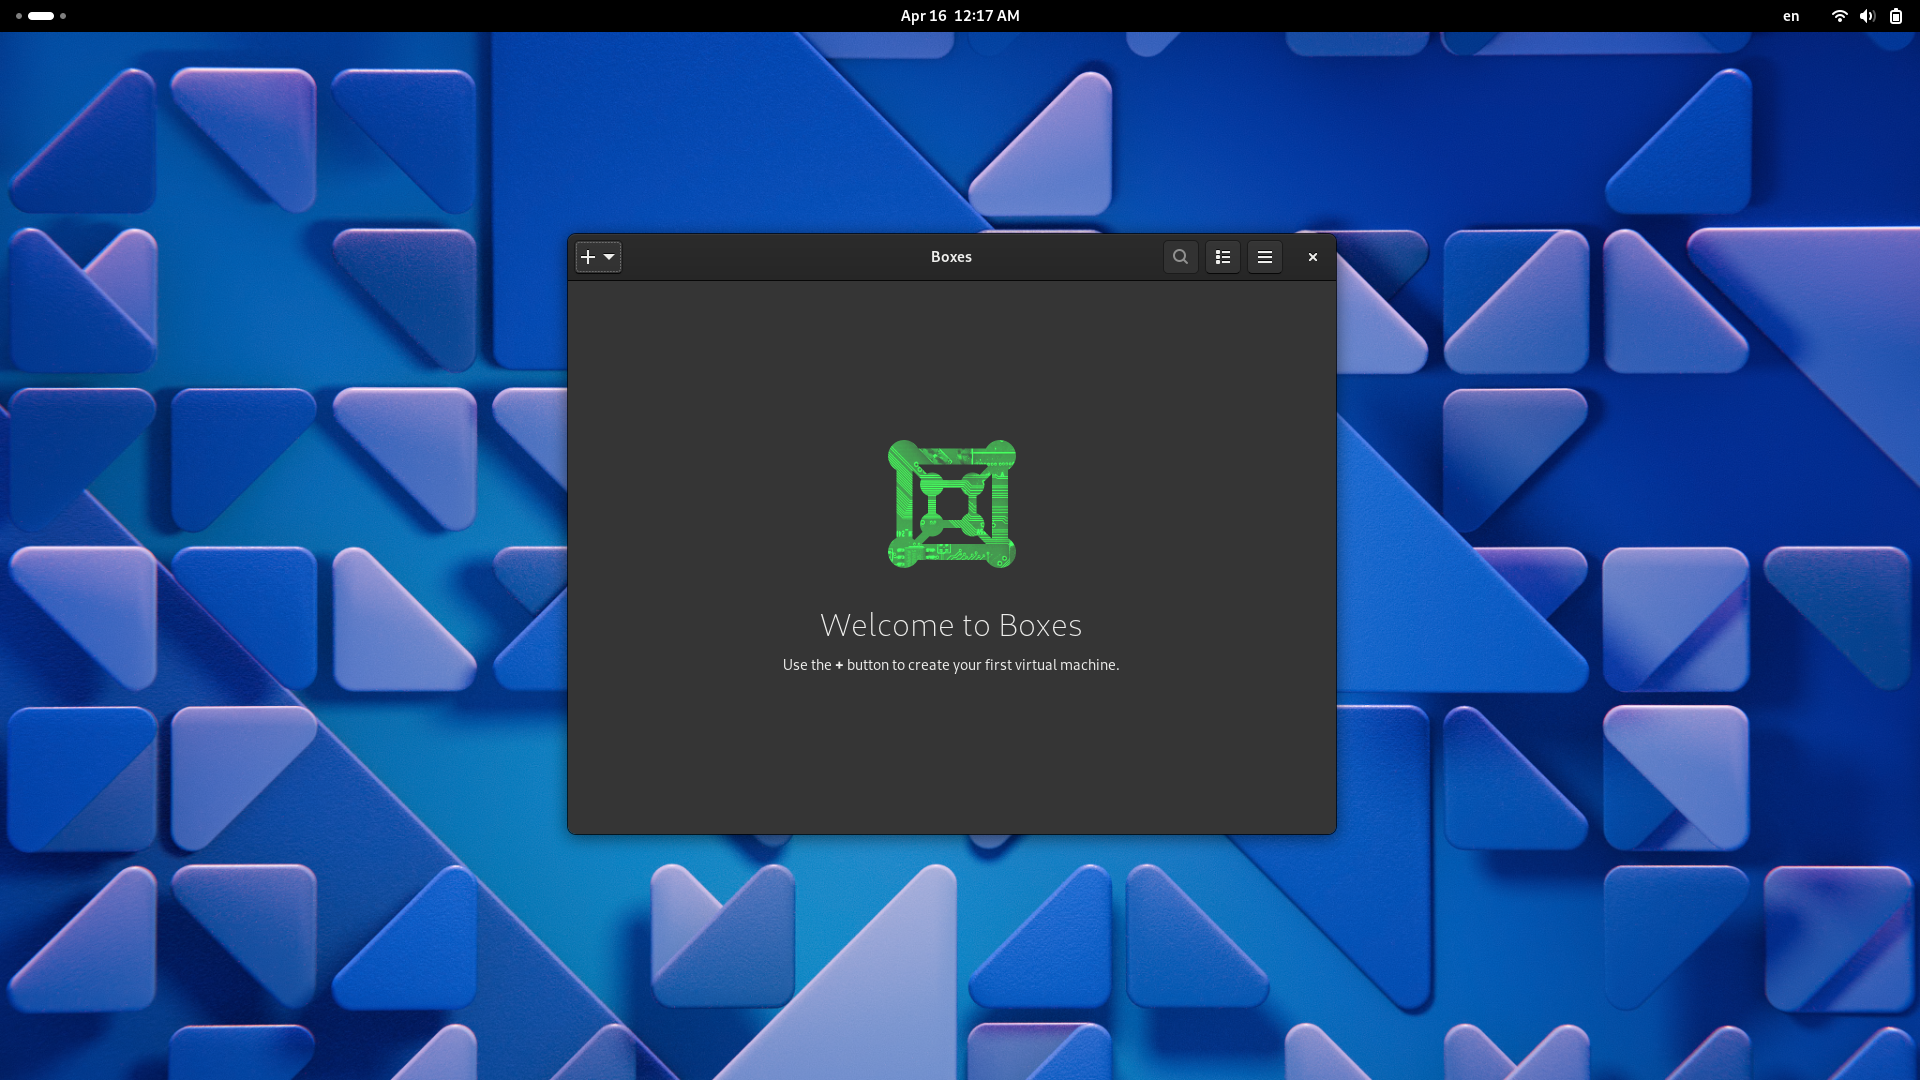 Apr 16 12:17 AM
en
Boxes
Welcome to Boxes
Use the + button to create your first virtual machine.